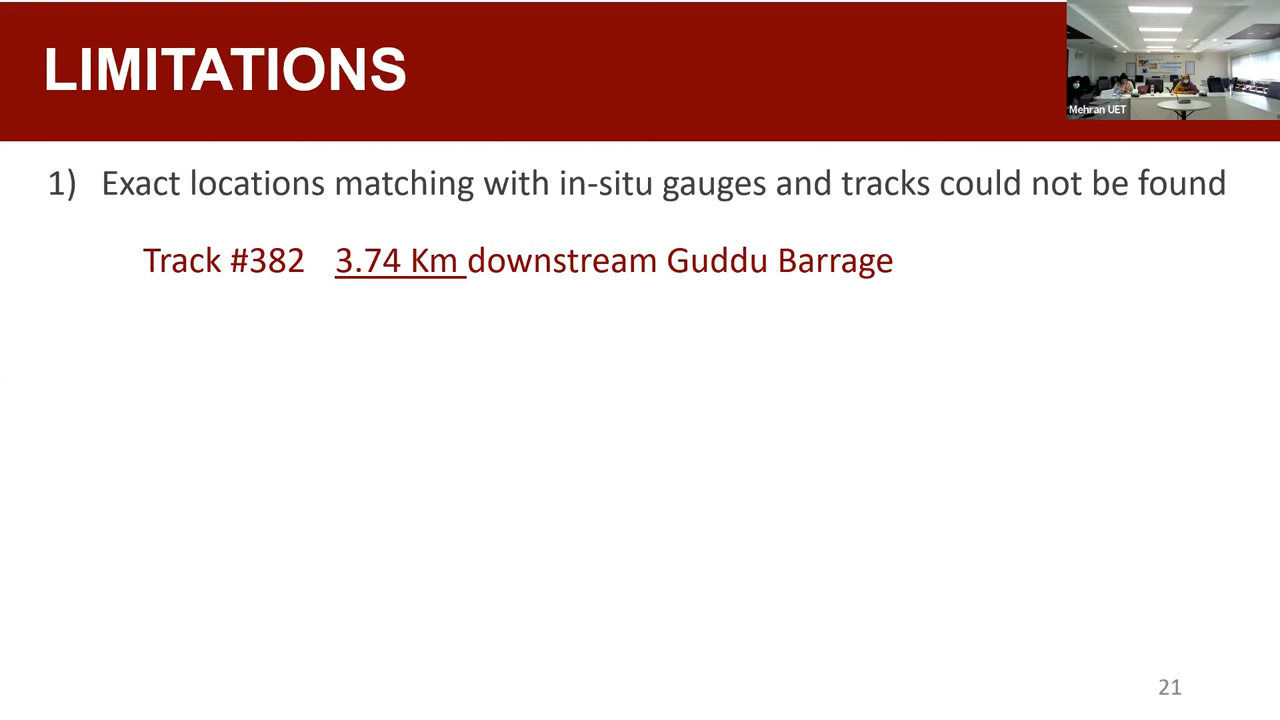 LIMITATIONS
Mehran UET
1) Exact locations matching with in-situ gauges and tracks could not be found
Track #382 3.74 Km downstream Guddu Barrage
21